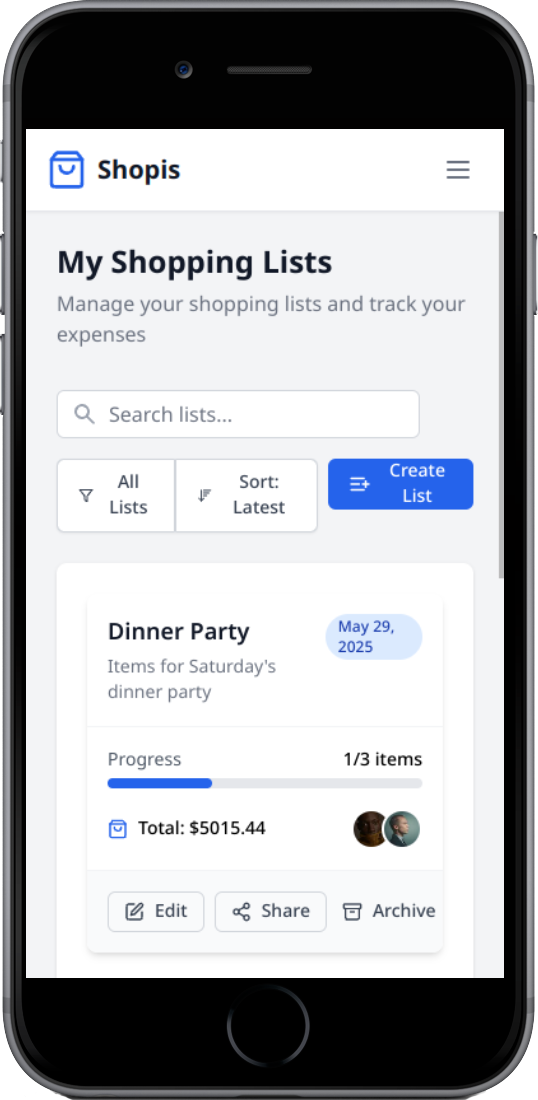 Shopis
My Shopping Lists
Manage your shopping lists and track your
expenses
Search lists...
All
Lists
Sort:
Latest
Create
List
Dinner Party
May 29,
2025
Items for Saturday's
dinner party
Progress
1/3 items
Total: $5015.44
Edit
Share
Archive